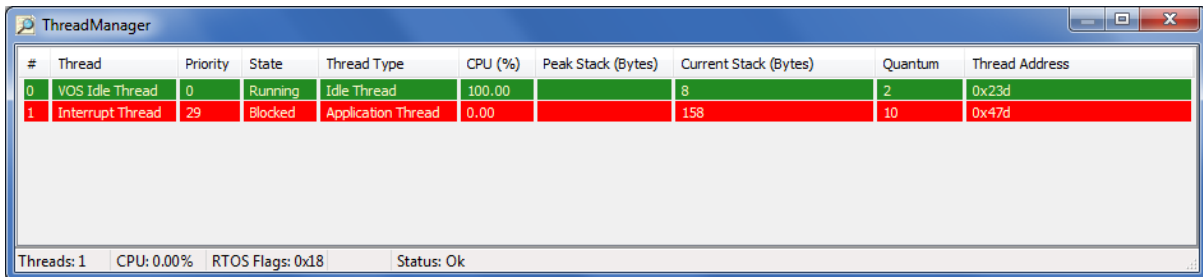 ThreadManager
# Thread Priority State Thread Type CPU (%) Peak Stack (Bytes) Current Stack (Bytes) Quantum Thread Address
0 VOS Idle Thread 0 Running Idle Thread 100.00 8 2 0x23d
1 Interrupt Thread 29 Blocked Application Thread 0.00 158 10 0x47d
Threads: 1 CPU: 0.00% RTOS Flags: 0x18 Status: Ok